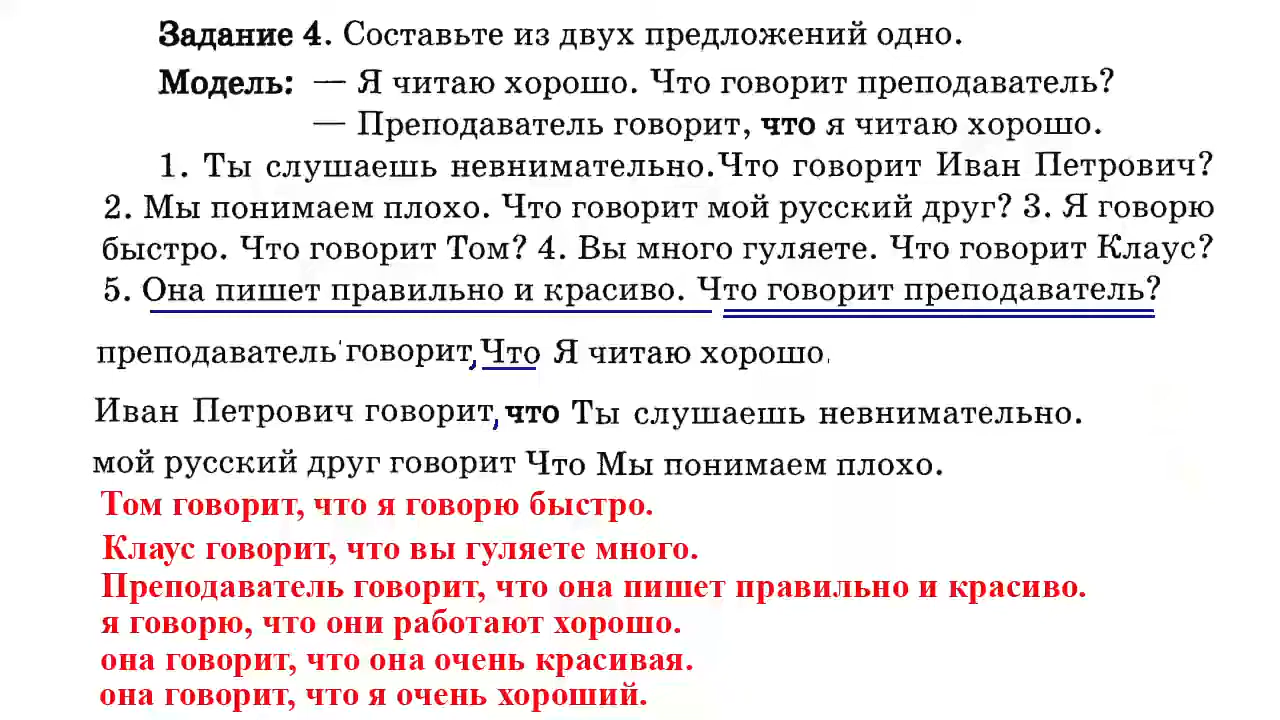 Задание 4. Составьте из двух предложений одно.
Модель: — Я читаю хорошо. Что говорит преподаватель?
— Преподаватель говорит, что я читаю хорошо.
1. Ты слушаешь невнимательно.Что говорит Иван Петрович?
2. Мы понимаем плохо. Что говорит мой русский друг? 3. Я говорю
быстро. Что говорит Том? 4. Вы много гуляете. Что говорит Клаус?
5. Она пишет правильно и красиво. Что говорит преподаватель?
преподаватель говорит, Что Я читаю хорошо.
Иван Петрович говорит, что Ты слушаешь невнимательно.
мой русский друг говорит Что Мы понимаем плохо.
Том говорит, что я говорю быстро.
Клаус говорит, что вы гуляете много.
Преподаватель говорит, что она пишет правильно и красиво.
я говорю, что они работают хорошо.
она говорит, что она очень красивая.
она говорит, что я очень хороший.